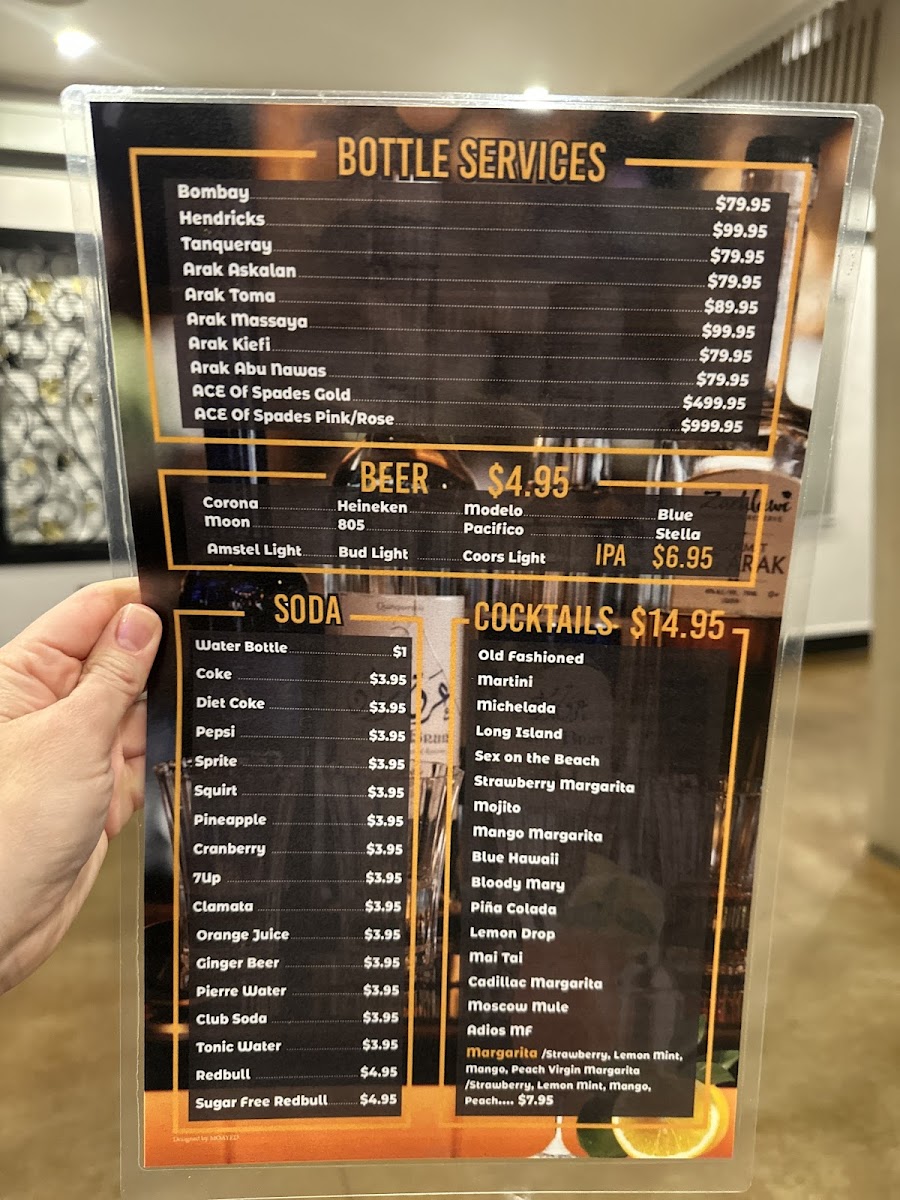 BOTTLE SERVICES
Bombay $79.95
Hendricks $99.95
Tanqueray $79.95
Arak Askalan $79.95
Arak Toma $89.95
Arak Massaya $99.95
Arak Kiefi $79.95
Arak Abu Nawas $79.95
ACE Of Spades Gold $499.95
ACE Of Spades Pink/Rose $999.95
BEER $4.95
Corona Heineken Modelo Blue
Moon 805 Pacifico Stella
Amstel Light Bud Light Coors Light IPA $6.95
ARAK
SODA
Water Bottle $1
Coke $3.95
Diet Coke $3.95
Pepsi $3.95
Sprite $3.95
Squirt $3.95
Pineapple $3.95
Cranberry $3.95
7Up $3.95
Clamata $3.95
Orange Juice $3.95
Ginger Beer $3.95
Pierre Water $3.95
Club Soda $3.95
Tonic Water $3.95
Redbull $4.95
Sugar Free Redbull $4.95
COCKTAILS $14.95
Old Fashioned
Martini
Michelada
Long Island
Sex on the Beach
Strawberry Margarita
Mojito
Mango Margarita
Blue Hawaii
Bloody Mary
Piña Colada
Lemon Drop
Mai Tai
Cadillac Margarita
Moscow Mule
Adios MF
Margarita /Strawberry, Lemon Mint,
Mango, Peach Virgin Margarita
/Strawberry, Lemon Mint, Mango,
Peach.... $7.95
Designed by MOAYED